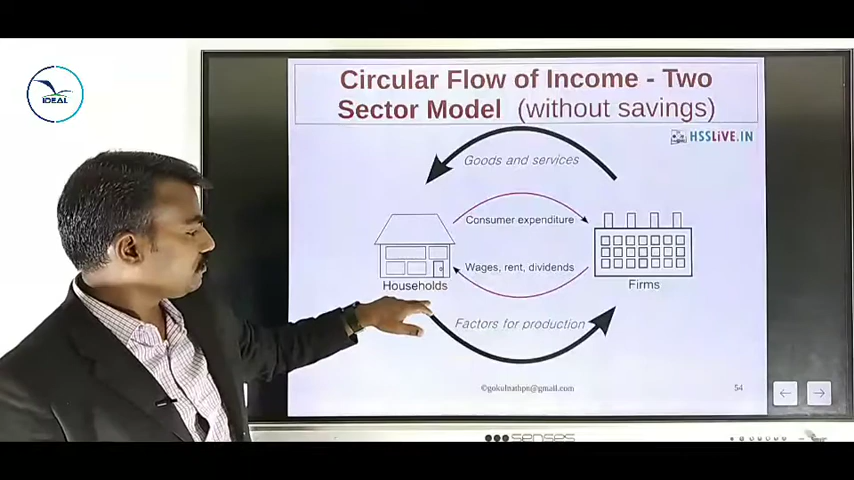 IDEAL
Circular Flow of Income - Two
Sector Model (without savings)
HSSLiVE.IN
Goods and services
Consumer expenditure
Wages, rent, dividends
Households
Firms
Factors for production
©gokulnathpn@gmail.com
54
senses